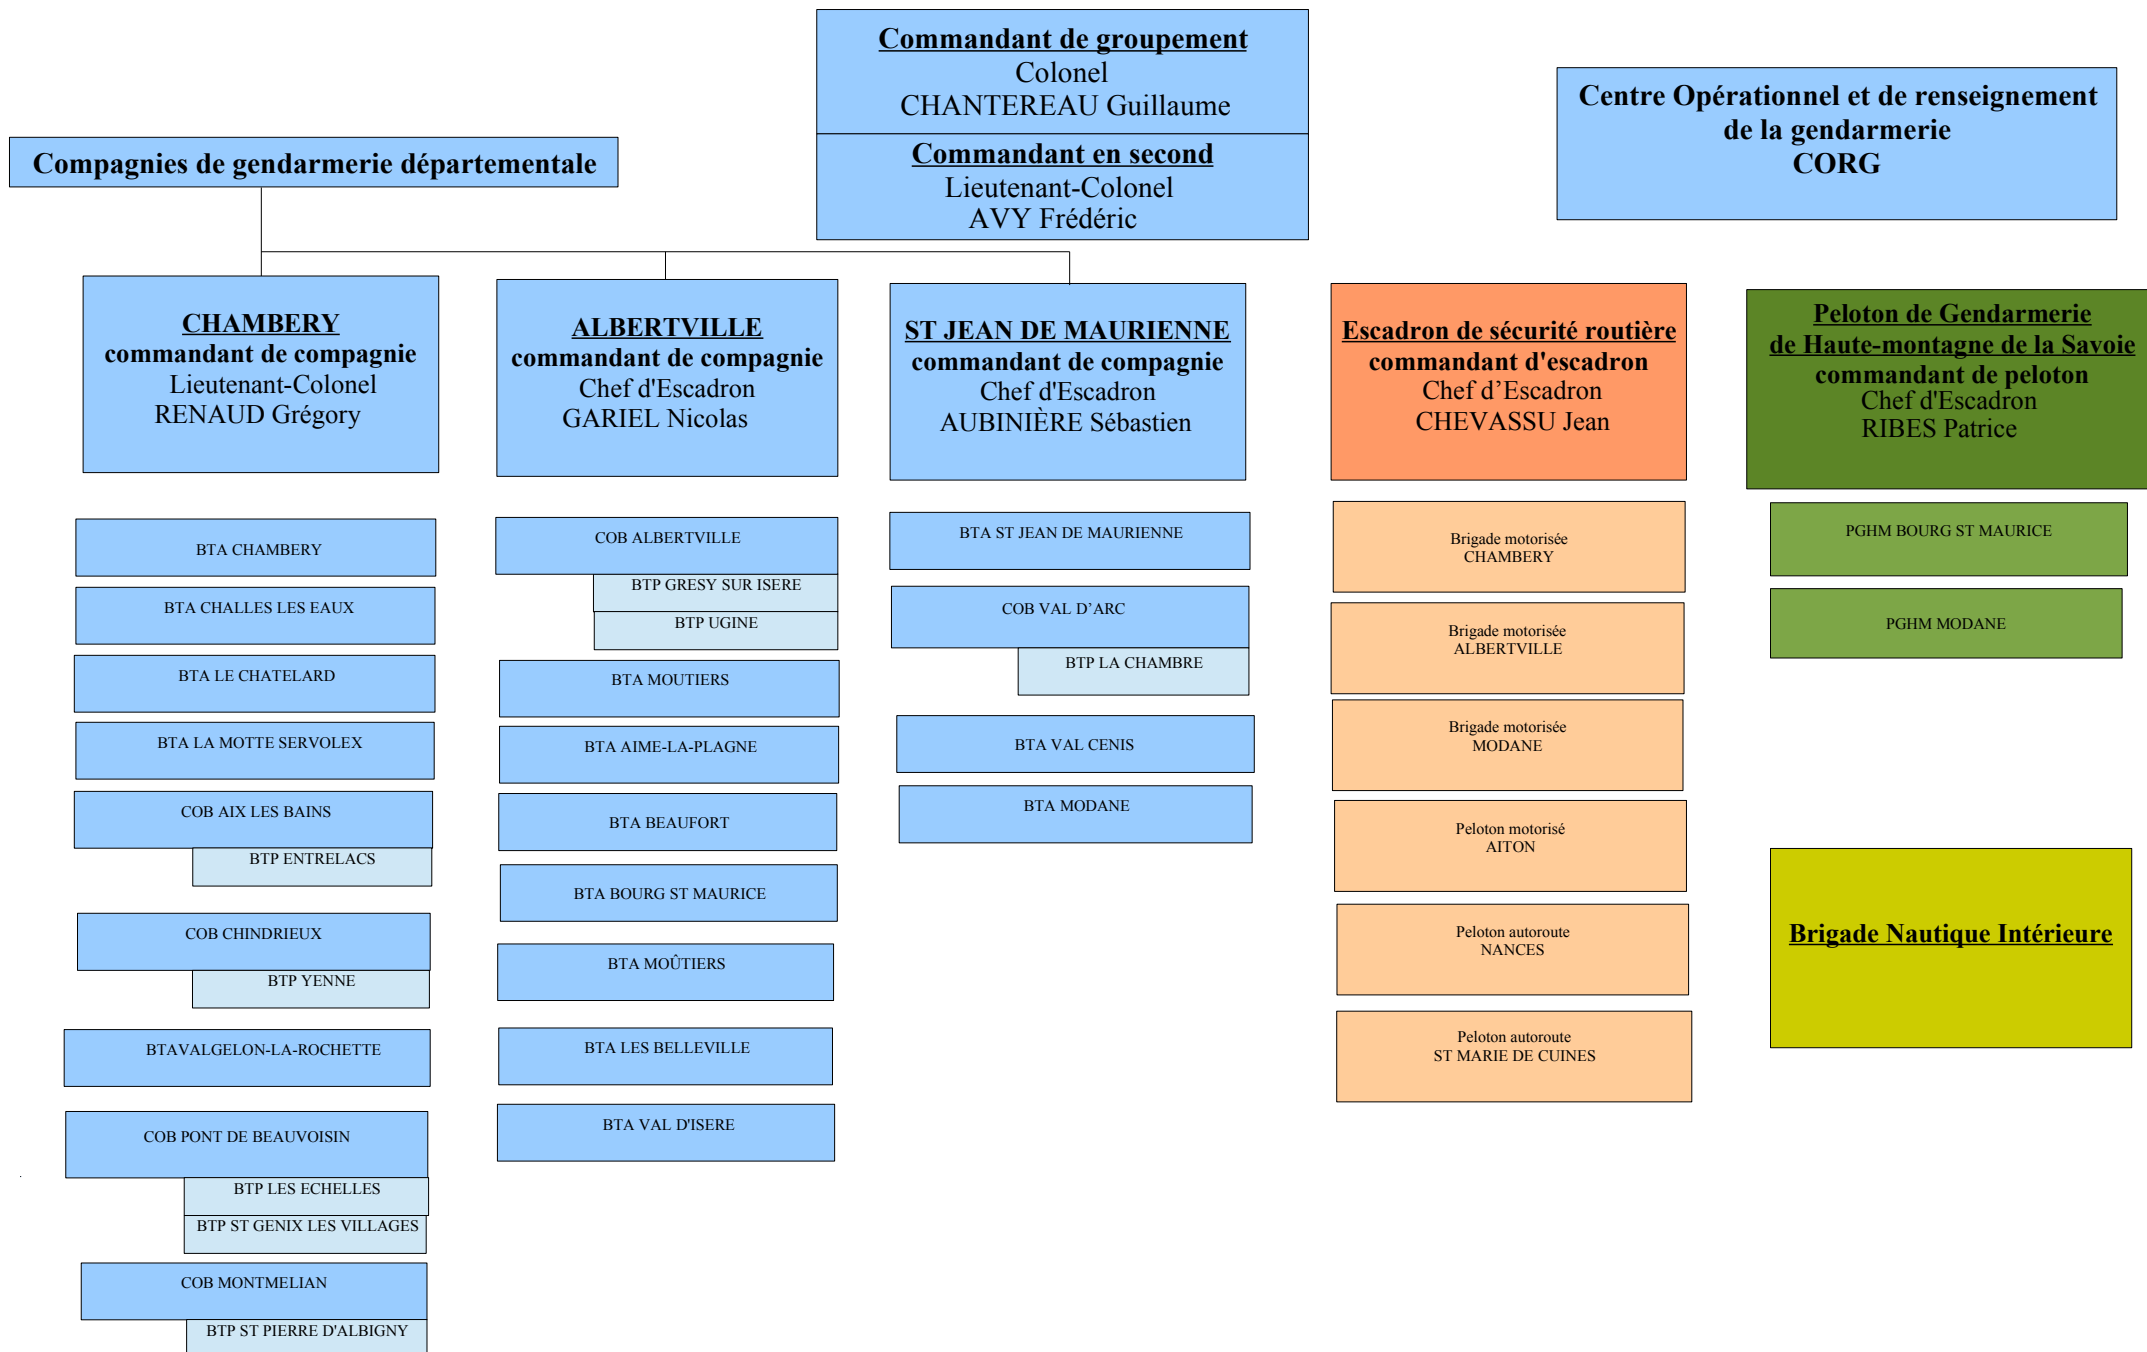 Commandant de groupement
Colonel
CHANTEREAU Guillaume
Commandant en second
Lieutenant-Colonel
AVY Frédéric
Centre Opérationnel et de renseignement
de la gendarmerie
CORG
Compagnies de gendarmerie départementale
CHAMBERY
commandant de compagnie
Lieutenant-Colonel
RENAUD Grégory
BTA CHAMBERY
BTA CHALLES LES EAUX
BTA LE CHATELARD
BTA LA MOTTE SERVOLEX
COB AIX LES BAINS
BTP ENTRELACS
COB CHINDRIEUX
BTP YENNE
BTAVALGELON-LA-ROCHETTE
COB PONT DE BEAUVOISIN
BTP LES ECHELLES
BTP ST GENIX LES VILLAGES
COB MONTMELIAN
BTP ST PIERRE D'ALBIGNY
ALBERTVILLE
commandant de compagnie
Chef d'Escadron
GARIEL Nicolas
COB ALBERTVILLE
BTP GRESY SUR ISERE
BTP UGINE
BTA MOUTIERS
BTA AIME-LA-PLAGNE
BTA BEAUFORT
BTA BOURG ST MAURICE
BTA MOÛTIERS
BTA LES BELLEVILLE
BTA VAL D'ISERE
ST JEAN DE MAURIENNE
commandant de compagnie
Chef d'Escadron
AUBINIÈRE Sébastien
BTA ST JEAN DE MAURIENNE
COB VAL D’ARC
BTP LA CHAMBRE
BTA VAL CENIS
BTA MODANE
Escadron de sécurité routière
commandant d'escadron
Chef d’Escadron
CHEVASSU Jean
Brigade motorisée
CHAMBERY
Brigade motorisée
ALBERTVILLE
Brigade motorisée
MODANE
Peloton motorisé
AITON
Peloton autoroute
NANCES
Peloton autoroute
ST MARIE DE CUINES
Peloton de Gendarmerie
de Haute-montagne de la Savoie
commandant de peloton
Chef d'Escadron
RIBES Patrice
PGHM BOURG ST MAURICE
PGHM MODANE
Brigade Nautique Intérieure